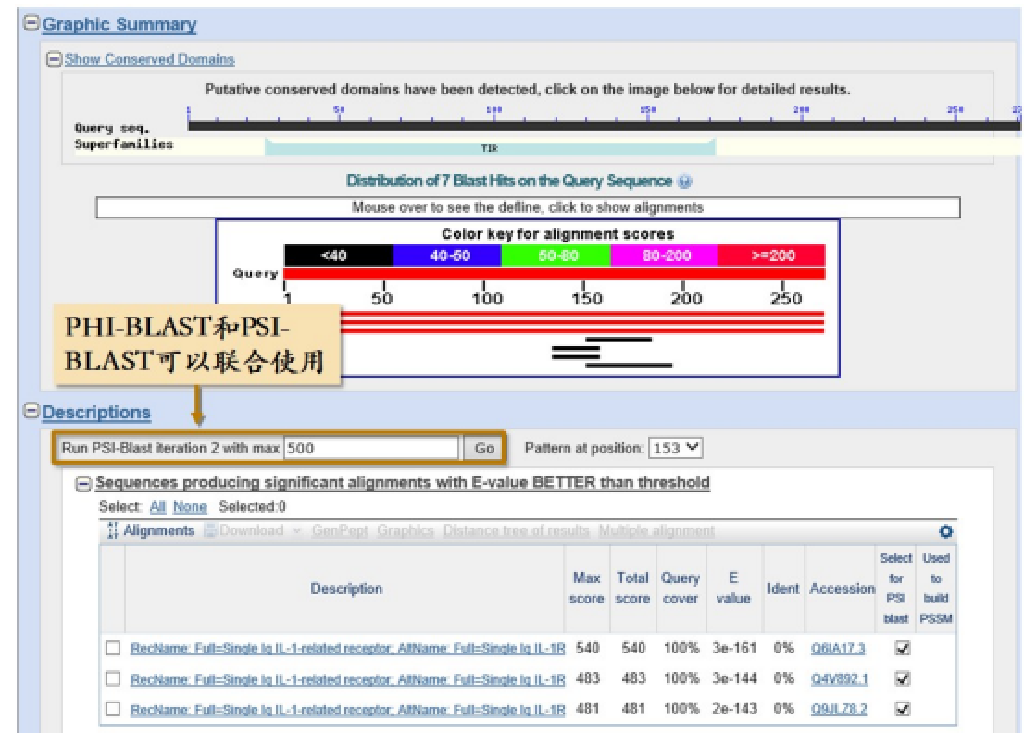 Graphic Summary
Show Conserved Domains
Putative conserved domains have been detected, click on the image below for detailed results.
1 50 100 150 200 250
Query seq.
Superfamilies
TIR
Distribution of 7 Blast Hits on the Query Sequence
Mouse over to see the defline, click to show alignments
Color key for alignment scores
<40 40-50 50-80 80-200 >=200
Query
1 50 100 150 200 250
PHI-BLAST和PSI-
BLAST可以联合使用
Descriptions
Run PSI-Blast iteration 2 with max 500 Go Pattern at position: 153
Sequences producing significant alignments with E-value BETTER than threshold
Select: All None Selected:0
Alignments Download GenPept Graphics Distance tree of results Multiple alignment
Description Max score Total score Query cover E value Ident Accession Select for PSI blast Used to build PSSM
RecName: Full=Single Ig IL-1-related receptor; AltName: Full=Single Ig IL-1R 540 540 100% 3e-161 0% Q6IA17.3
RecName: Full=Single Ig IL-1-related receptor; AltName: Full=Single Ig IL-1R 483 483 100% 3e-144 0% Q4V892.1
RecName: Full=Single Ig IL-1-related receptor; AltName: Full=Single Ig IL-1R 481 481 100% 2e-143 0% Q9JLZ8.2